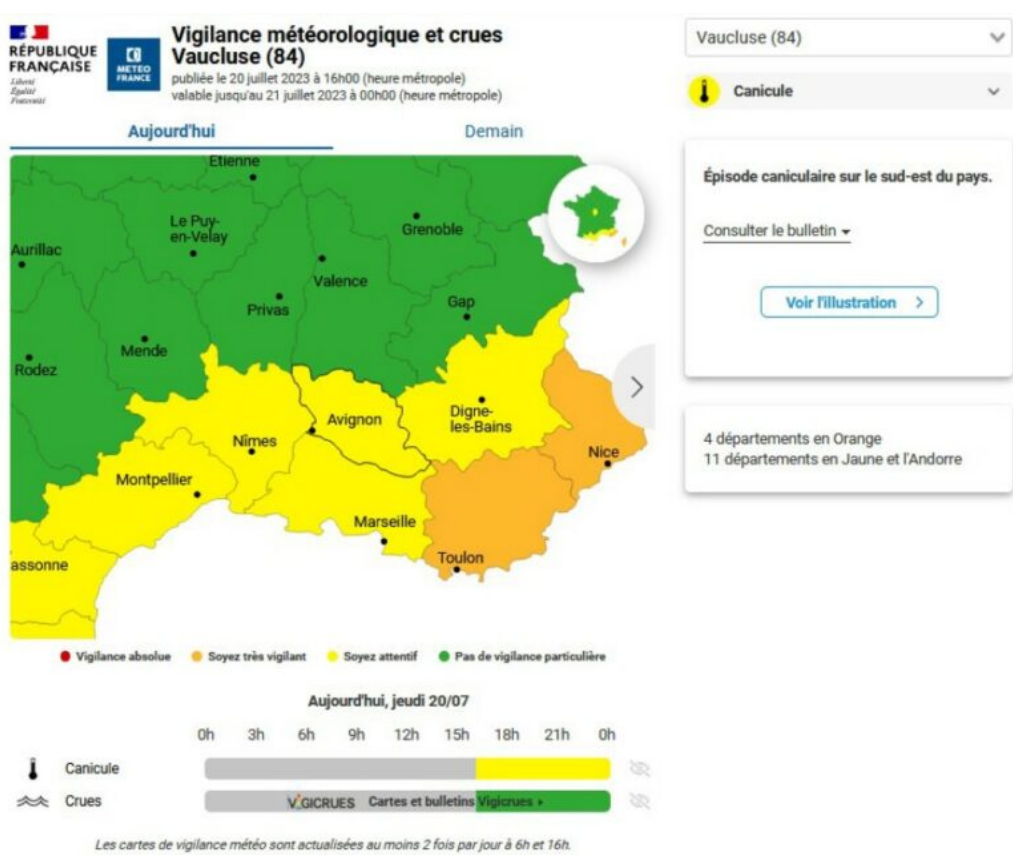 RÉPUBLIQUE
FRANÇAISE
Liberté
Égalité
Fraternité
METEO
FRANCE
Vigilance météorologique et crues
Vaucluse (84)
publiée le 20 juillet 2023 à 16h00 (heure métropole)
valable jusqu'au 21 juillet 2023 à 00h00 (heure métropole)
Vaucluse (84)
Canicule
Aujourd'hui
Demain
Etienne
Le Puy-
en-Velay
Grenoble
Aurillac
Valence
Privas
Gap
Mende
Rodez
Avignon
Digne-
les-Bains
Nîmes
Nice
Montpellier
Marseille
Toulon
assonne
Épisode caniculaire sur le sud-est du pays.
Consulter le bulletin
Voir l'illustration >
4 départements en Orange
11 départements en Jaune et l'Andorre
Vigilance absolue Soyez très vigilant Soyez attentif Pas de vigilance particulière
Aujourd'hui, jeudi 20/07
0h 3h 6h 9h 12h 15h 18h 21h 0h
Canicule
Crues VIGICRUES Cartes et bulletins Vigicrues
Les cartes de vigilance météo sont actualisées au moins 2 fois par jour à 6h et 16h.